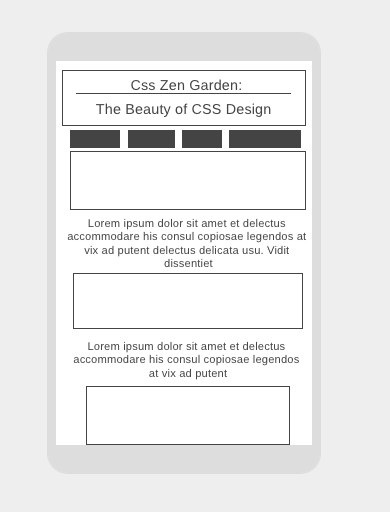 Css Zen Garden:
The Beauty of CSS Design
Lorem ipsum dolor sit amet et delectus
accommodare his consul copiosae legendos at
vix ad putent delectus delicata usu. Vidit
dissentiet
Lorem ipsum dolor sit amet et delectus
accommodare his consul copiosae legendos
at vix ad putent